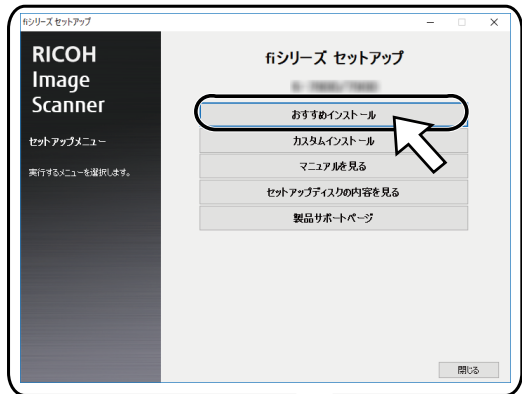 fiシリーズ セットアップ
RICOH
Image
Scanner
セットアップメニュー
実行するメニューを選択します。
fiシリーズ セットアップ
おすすめインストール
カスタムインストール
マニュアルを見る
セットアップディスクの内容を見る
製品サポートページ
閉じる